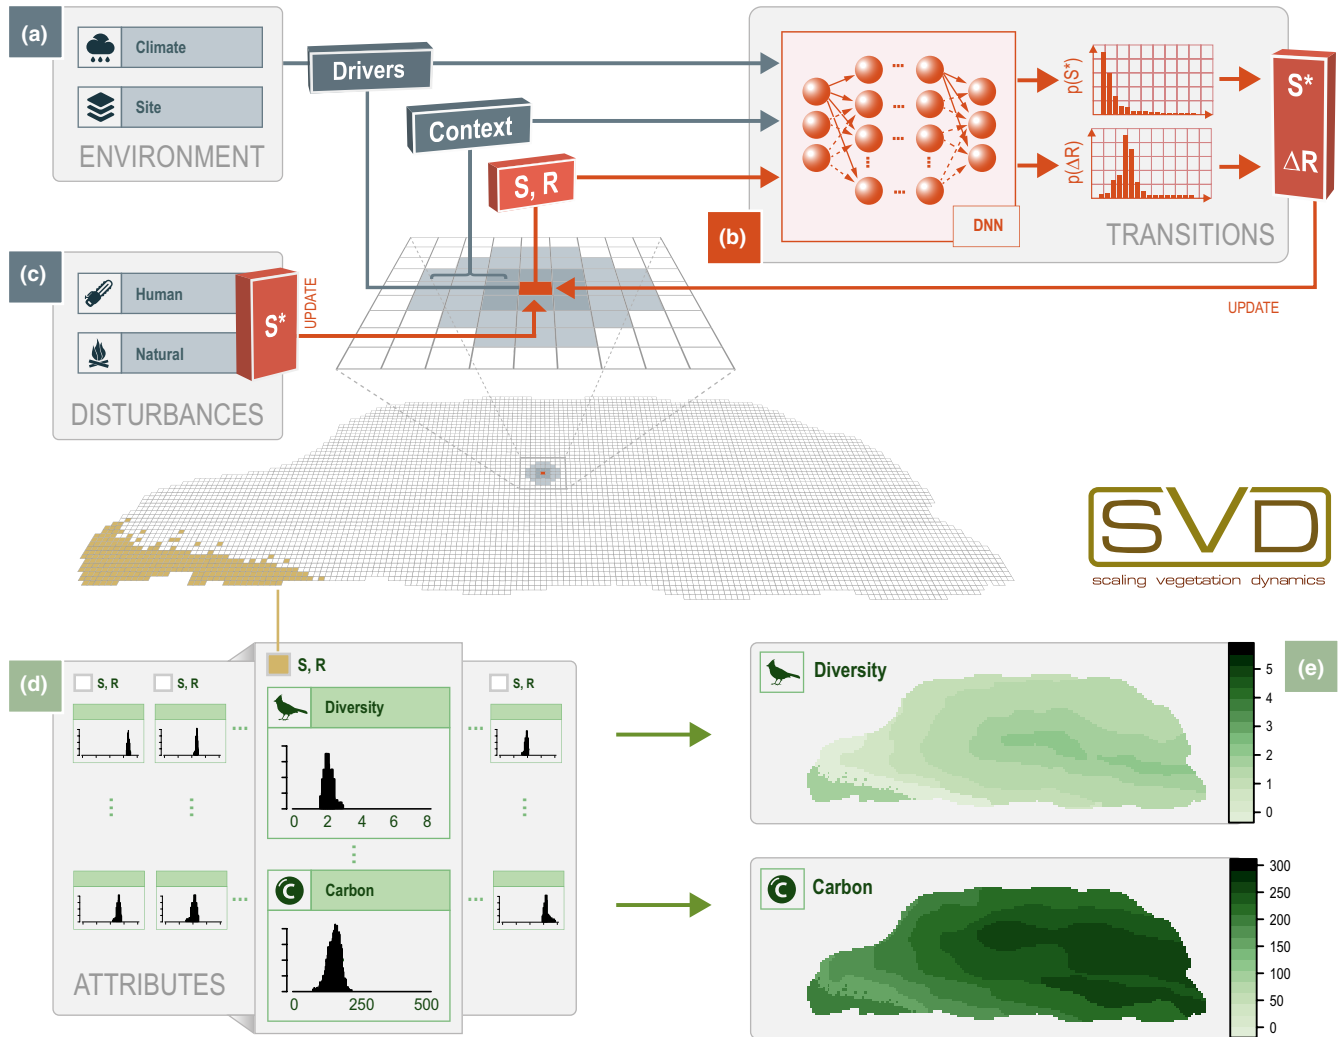 (a)
Climate
Site
ENVIRONMENT
Drivers
Context
S, R
(b)
DNN
p(S*)
p(ΔR)
S*
ΔR
TRANSITIONS
UPDATE
(c)
Human
Natural
S*
UPDATE
DISTURBANCES
SVD
scaling vegetation dynamics
(d)
S, R
S, R
S, R
S, R
Diversity
0 2 4 6 8
Carbon
C
0 250 500
ATTRIBUTES
(e)
Diversity
5
4
3
2
1
0
C
Carbon
300
250
200
150
100
50
0